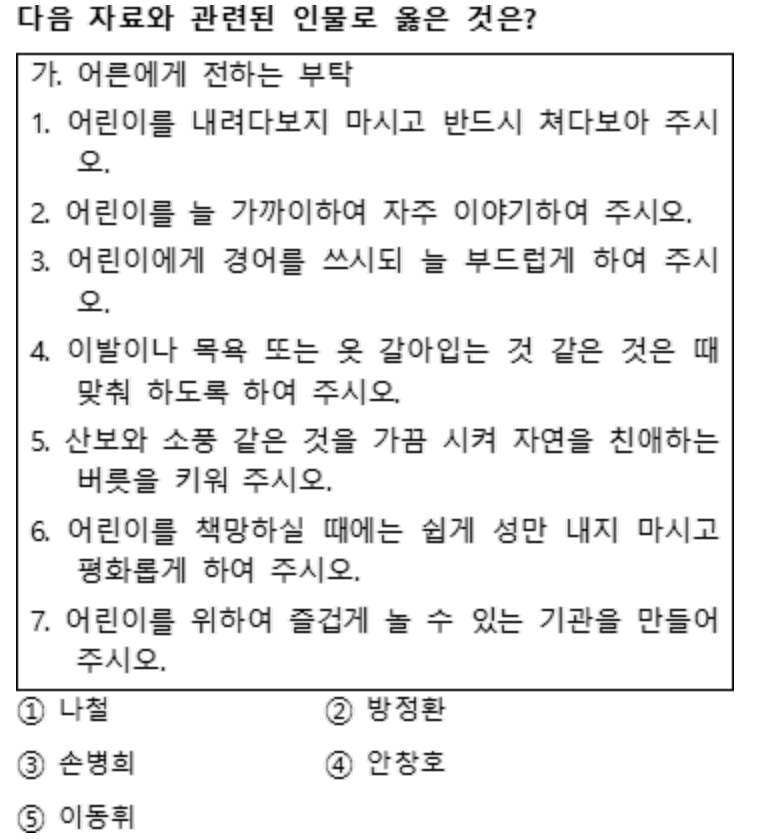 다음 자료와 관련된 인물로 옳은 것은?
가. 어른에게 전하는 부탁
1. 어린이를 내려다보지 마시고 반드시 쳐다보아 주시
오.
2. 어린이를 늘 가까이하여 자주 이야기하여 주시오.
3. 어린이에게 경어를 쓰시되 늘 부드럽게 하여 주시
오.
4. 이발이나 목욕 또는 옷 갈아입는 것 같은 것은 때
맞춰 하도록 하여 주시오.
5. 산보와 소풍 같은 것을 가끔 시켜 자연을 친애하는
버릇을 키워 주시오.
6. 어린이를 책망하실 때에는 쉽게 성만 내지 마시고
평화롭게 하여 주시오.
7. 어린이를 위하여 즐겁게 놀 수 있는 기관을 만들어
주시오.
① 나철 ② 방정환
③ 손병희 ④ 안창호
⑤ 이동휘